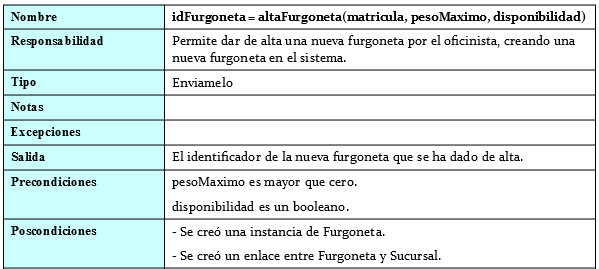 Nombre idFurgoneta = altaFurgoneta(matricula, pesoMaximo, disponibilidad)
Responsabilidad Permite dar de alta una nueva furgoneta por el oficinista, creando una
nueva furgoneta en el sistema.
Tipo Enviamelo
Notas
Excepciones
Salida El identificador de la nueva furgoneta que se ha dado de alta.
Precondiciones pesoMaximo es mayor que cero.
disponibilidad es un booleano.
Poscondiciones - Se creó una instancia de Furgoneta.
- Se creó un enlace entre Furgoneta y Sucursal.